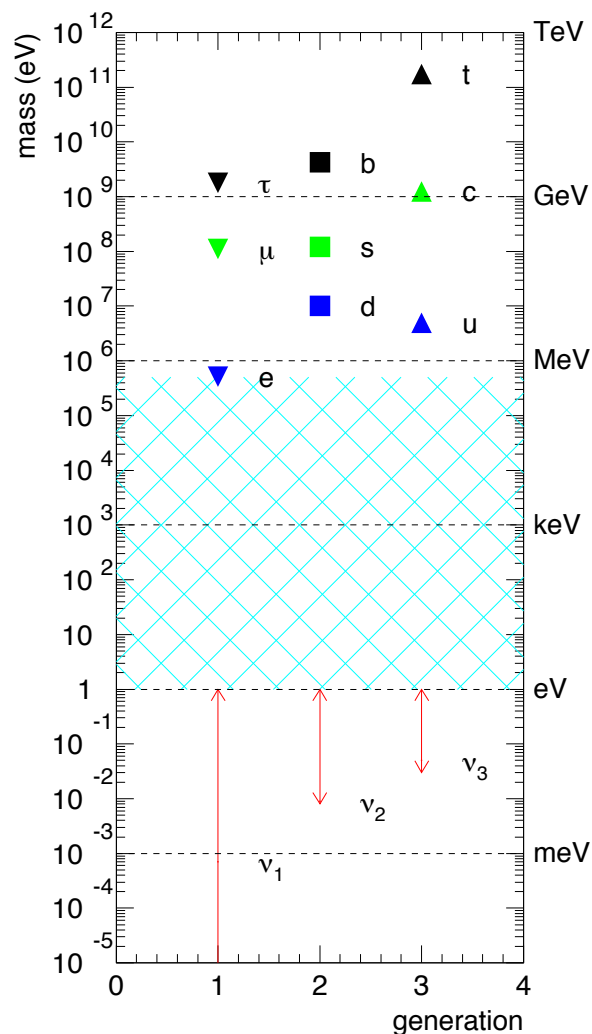 mass (eV)
10 12 TeV
10 11 t
10 10
b
τ c
10 9 GeV
μ s
10 8
10 7 d
u
10 6 MeV
e
10 5
10 4
10 3 keV
10 2
10
1 eV
10 -1 ν3
10 -2 ν2
10 -3 meV
ν1
10 -4
10 -5
0 1 2 3 4
generation